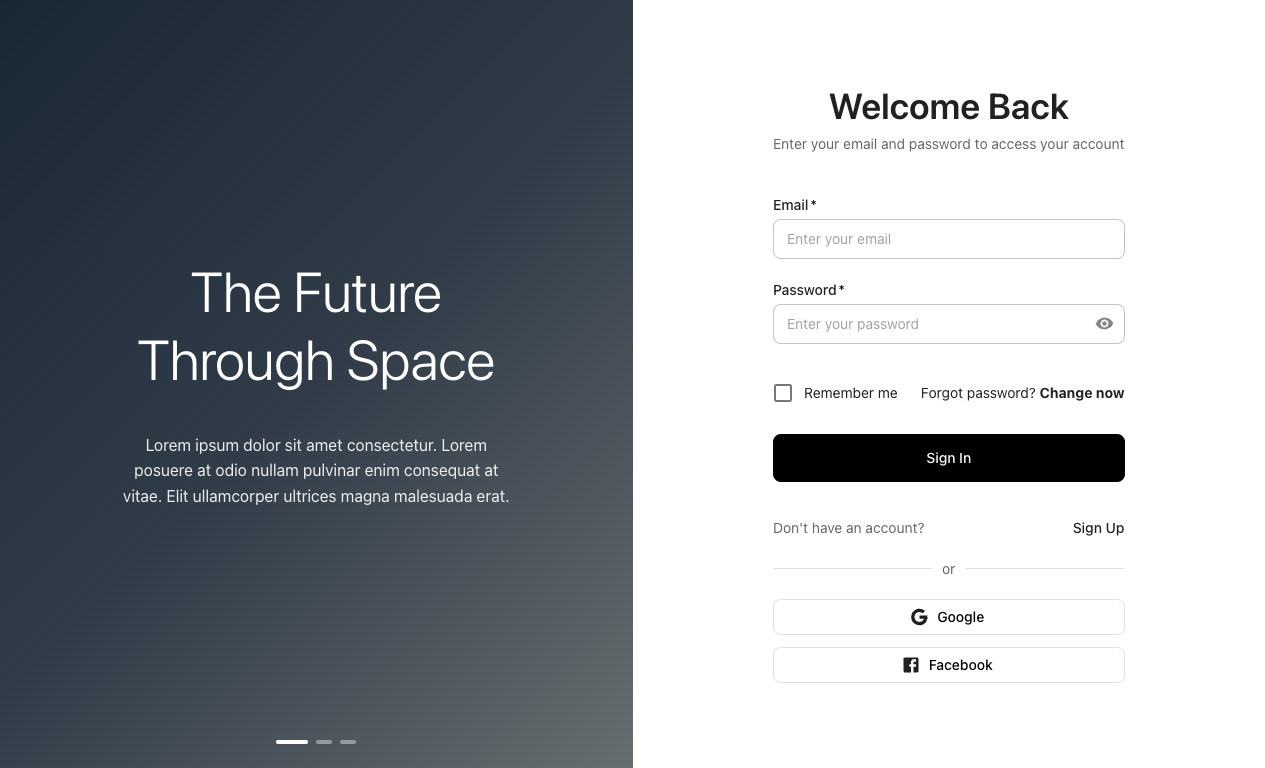 The Future
Through Space
Lorem ipsum dolor sit amet consectetur. Lorem
posuere at odio nullam pulvinar enim consequat at
vitae. Elit ullamcorper ultrices magna malesuada erat.
Welcome Back
Enter your email and password to access your account
Email*
Enter your email
Password*
Enter your password
Remember me
Forgot password? Change now
Sign In
Don't have an account?
Sign Up
or
Google
Facebook